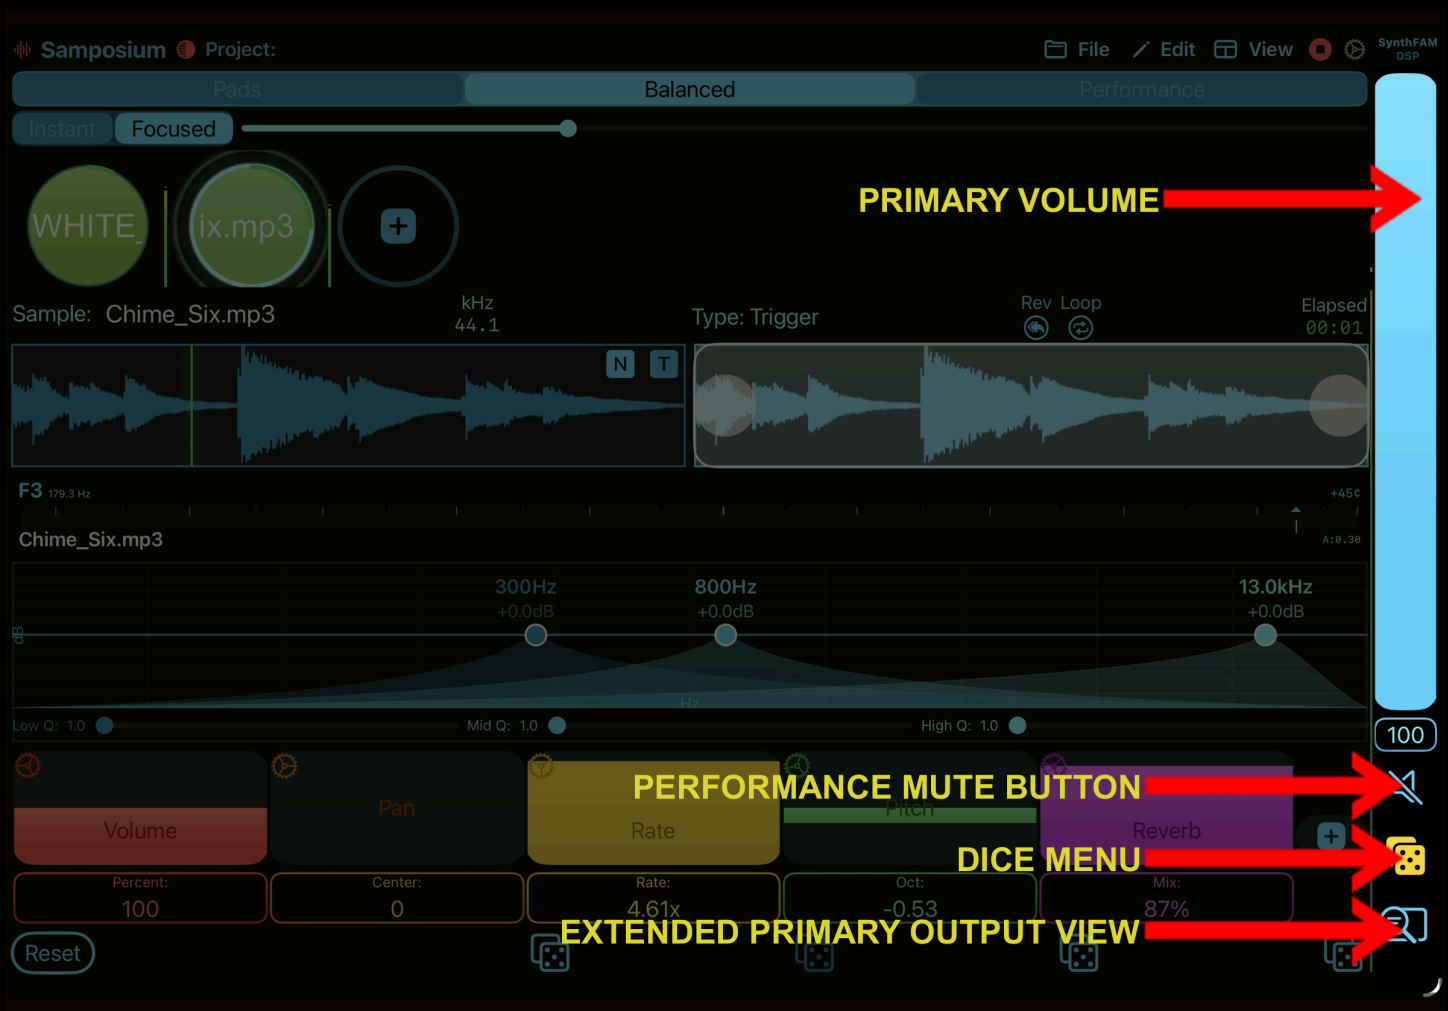 Samposium Project:
File Edit View
SynthFAM
DSP
Pads Balanced Performance
Instant Focused
WHITE_ ix.mp3 +
PRIMARY VOLUME
Sample: Chime_Six.mp3
kHz
44.1
Type: Trigger
Rev Loop
Elapsed
00:01
N T
F3 179.3 Hz +45¢
Chime_Six.mp3 A:0.30
300Hz 800Hz 13.0kHz
+0.0dB +0.0dB +0.0dB
dB
Hz
Low Q: 1.0 Mid Q: 1.0 High Q: 1.0
100
PERFORMANCE MUTE BUTTON
Volume Pan Rate Pitch Reverb +
DICE MENU
Percent: Center: Rate: Oct: Mix:
100 0 4.61x -0.53 87%
EXTENDED PRIMARY OUTPUT VIEW
Reset